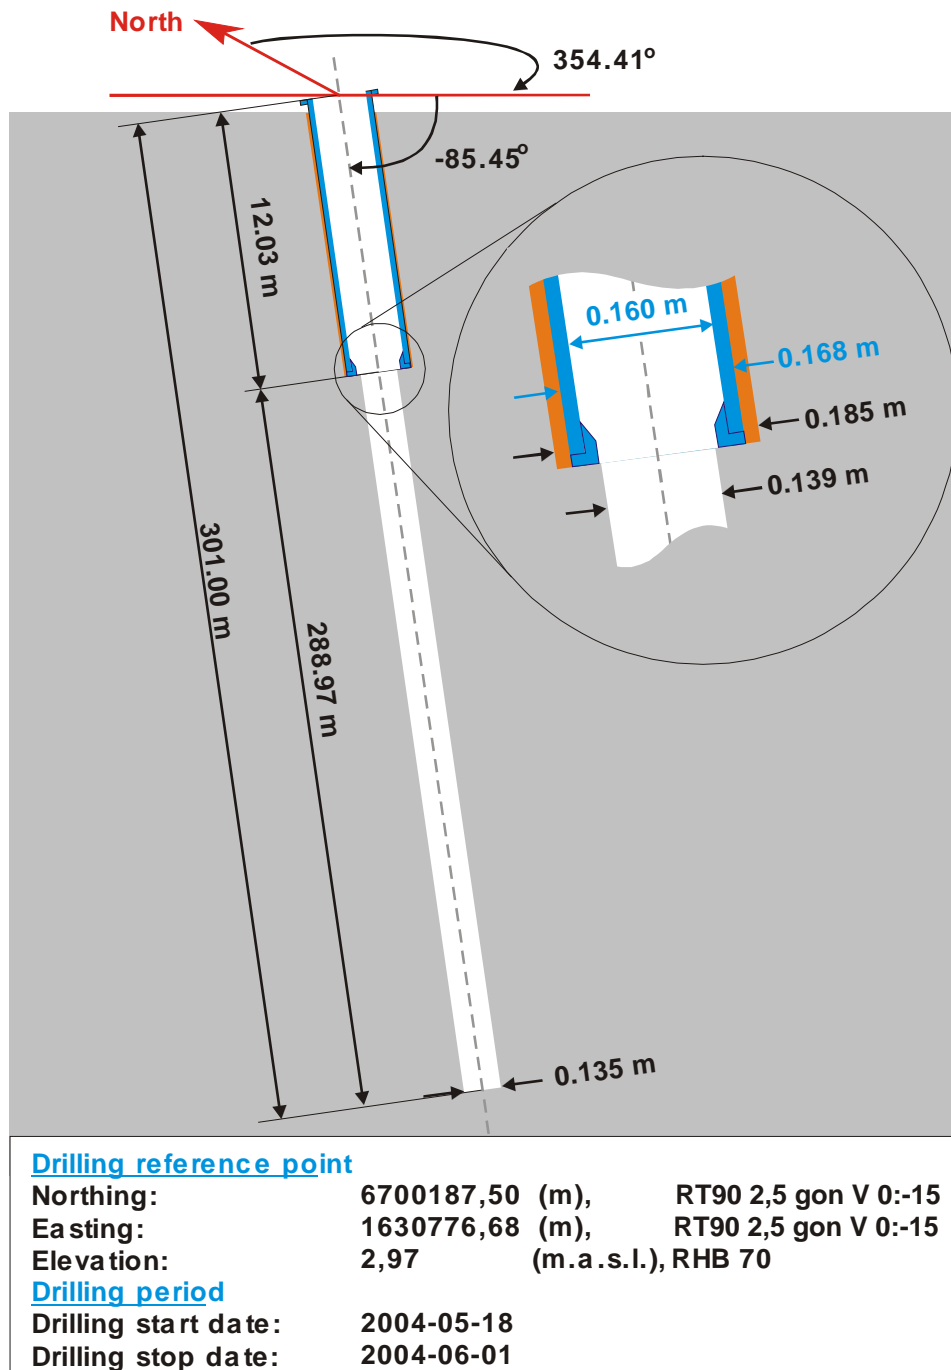 North
354.41°
-85.45°
12.03 m
0.160 m
0.168 m
0.185 m
0.139 m
301.00 m
288.97 m
0.135 m
Drilling reference point
Northing: 6700187,50 (m), RT90 2,5 gon V 0:-15
Easting: 1630776,68 (m), RT90 2,5 gon V 0:-15
Elevation: 2,97 (m.a.s.l.), RHB 70
Drilling period
Drilling start date: 2004-05-18
Drilling stop date: 2004-06-01